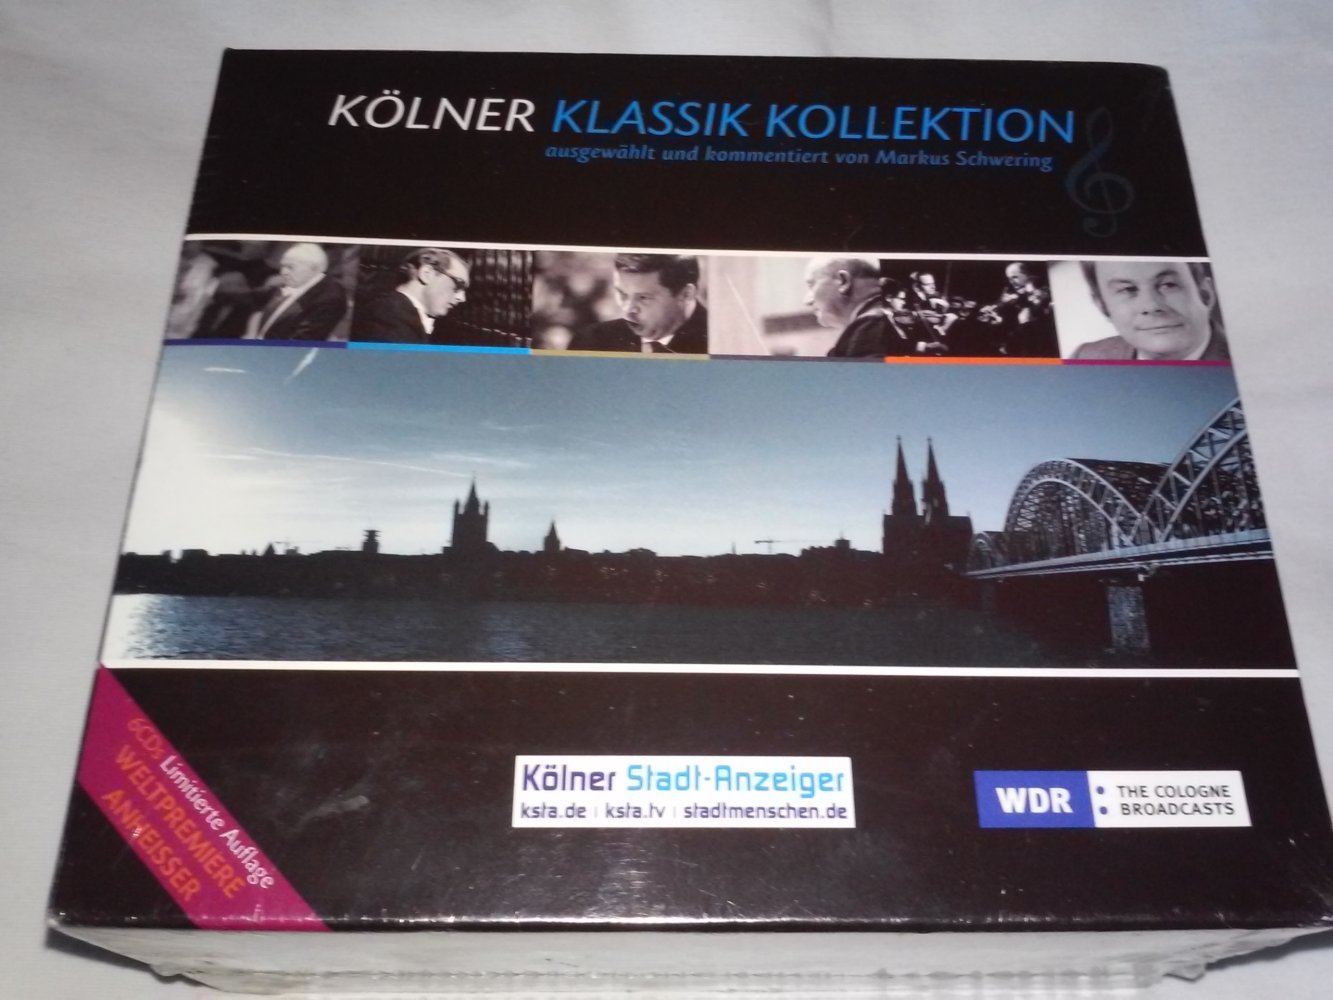 KÖLNER KLASSIK KOLLEKTION
ausgewählt und kommentiert von Markus Schwering
6CDs Limitierte Auflage
WELTPREMIERE
ANHEISSER
Kölner Stadt-Anzeiger
ksta.de | ksta.tv | stadtmenschen.de
WDR : THE COLOGNE
BROADCASTS